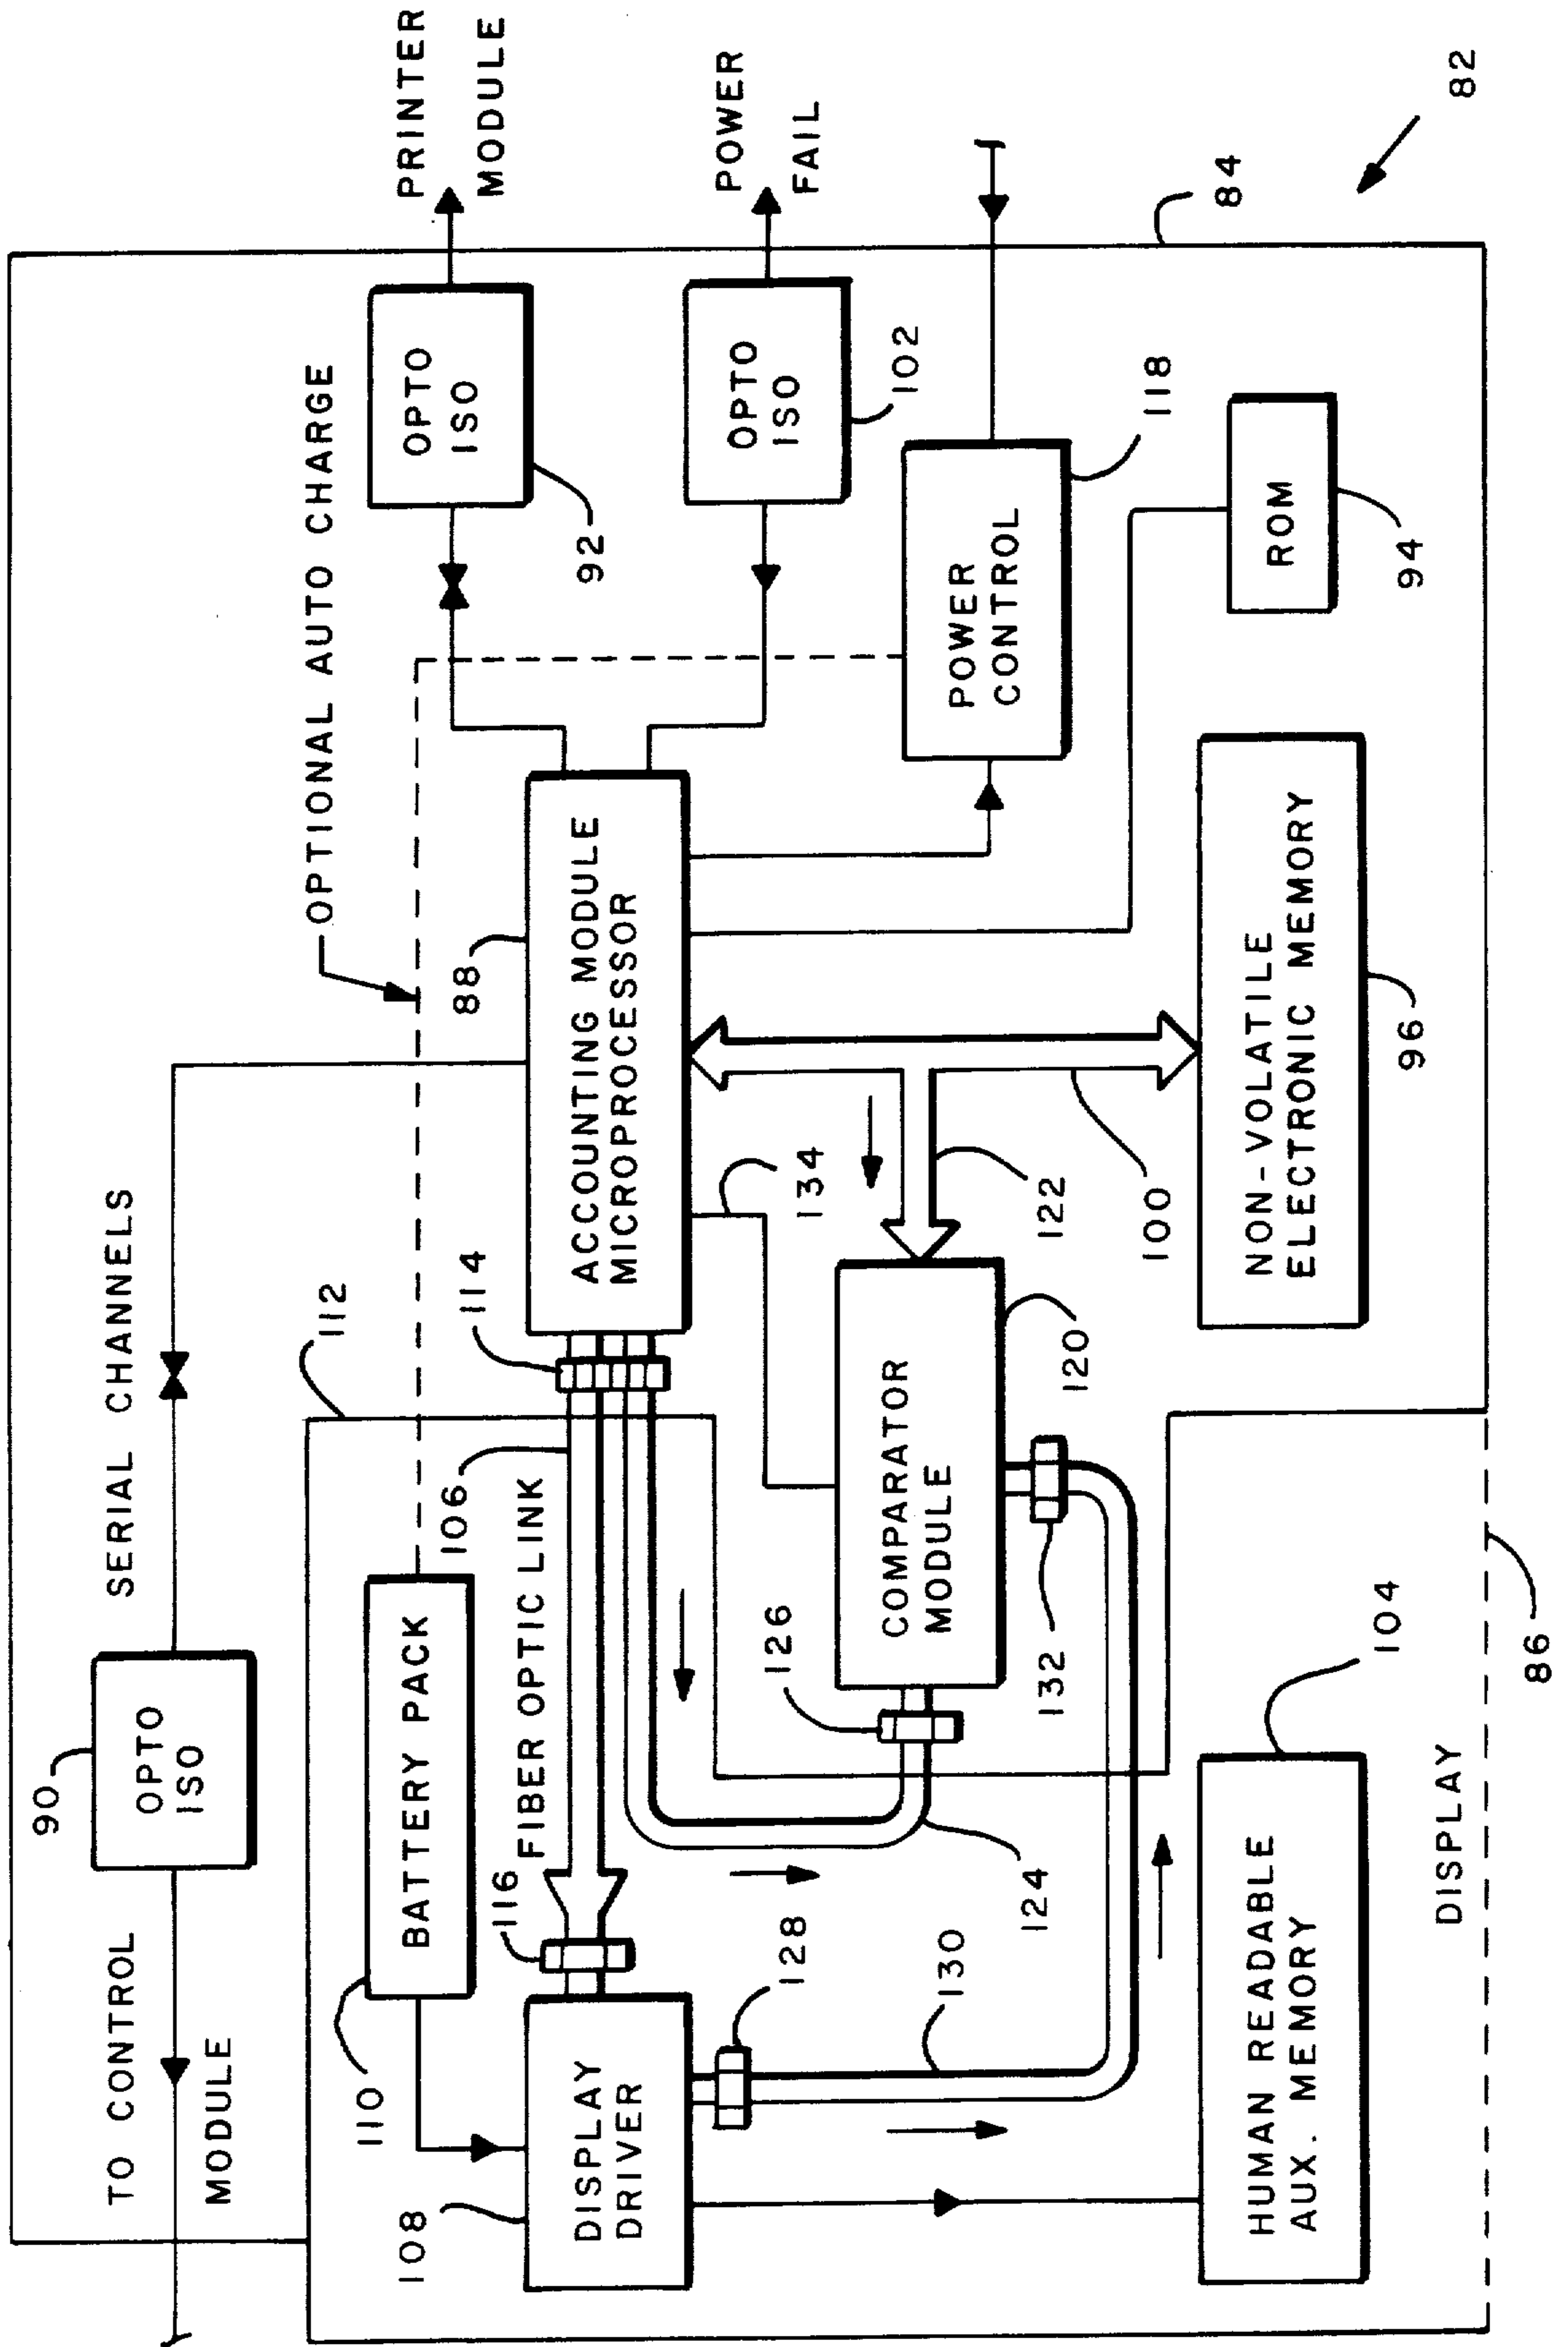 TO CONTROL
MODULE
90
OPTO
ISO
SERIAL CHANNELS
OPTIONAL AUTO CHARGE
PRINTER
MODULE
OPTO
ISO
92
POWER
FAIL
OPTO
ISO
102
110
BATTERY PACK
112
106
114
88
ACCOUNTING MODULE
MICROPROCESSOR
108
DISPLAY
DRIVER
116
FIBER OPTIC LINK
128
130
124
126
134
COMPARATOR
MODULE
120
132
122
100
POWER
CONTROL
118
ROM
94
HUMAN READABLE
AUX. MEMORY
104
NON-VOLATILE
ELECTRONIC MEMORY
96
DISPLAY
86
84
82